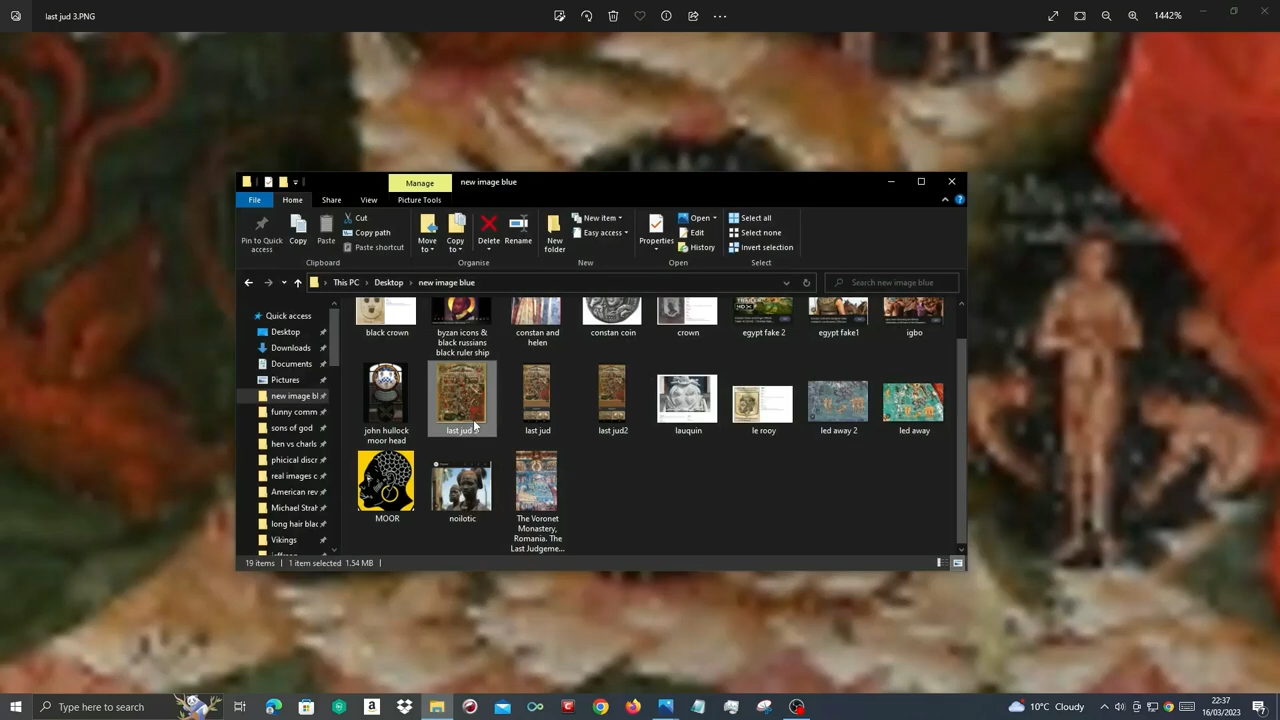 last jud 3.PNG
1442%
Manage
new image blue
File
Home
Share
View
Picture Tools
Pin to Quick access
Copy
Paste
Cut
Copy path
Paste shortcut
Clipboard
Move to
Copy to
Delete
Rename
Organise
New folder
New item
Easy access
New
Properties
Open
Edit
History
Open
Select all
Select none
Invert selection
Select
This PC
Desktop
new image blue
Search new image blue
Quick access
Desktop
Downloads
Documents
Pictures
new image bl
funny comm
sons of god
hen vs charls
phicical discr
real images c
American rev
Michael Strah
long hair blac
Vikings
black crown
byzan icons &
black russians
black ruler ship
constan and
helen
constan coin
crown
egypt fake 2
egypt fake1
igbo
john hullock
moor head
last jud
last jud
last jud2
lauquin
le rooy
led away 2
led away
MOOR
noilotic
The Voronet
Monastery,
Romania. The
Last Judgeme...
19 items
1 item selected 1.54 MB
Type here to search
10°C Cloudy
22:37
16/03/2023